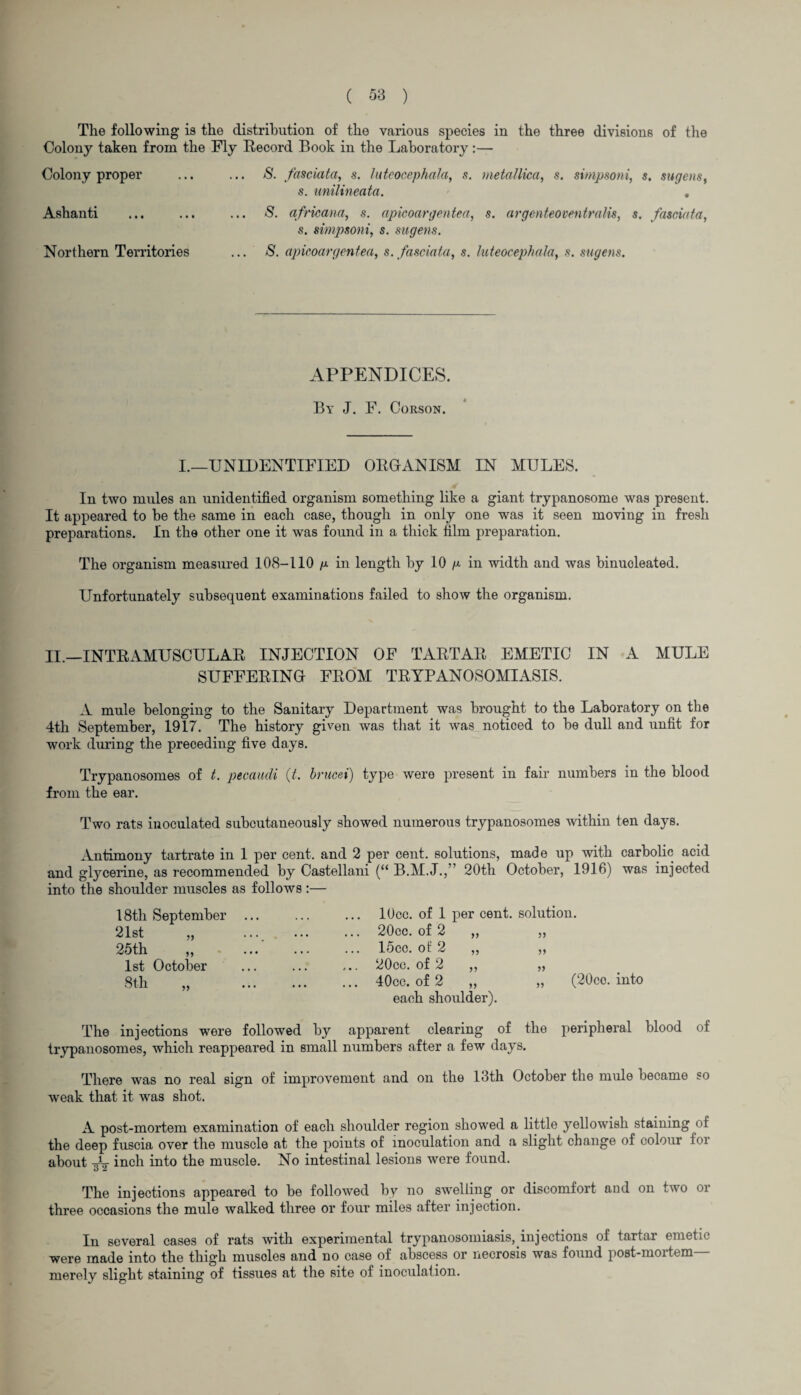 ( 53 )
The following is the distribution of the various species in the three divisions of the
Colony taken from the Fly Record Book in the Laboratory :—
Colony proper ... ... S. fasciata, s. luteocephala, s. metallica, s. simpsoni, s. sugens,
s. unilineata.
Ashanti ... ... ... S. africana, s. apicoargentea, s. argenteoventralis, s. fasciata,
s. simpsoni, s. sugens.
Northern Territories ... S. apicoargentea, s. fasciata, s. luteocephala, s. sugens.
APPENDICES.
By J. F. Corson.
I.—UNIDENTIFIED ORGANISM IN MULES.
In two mules an unidentified organism something like a giant trypanosome was present.
It appeared to be the same in each case, though in only one was it seen moving in fresh
preparations. In the other one it was found in a thick film preparation.
The organism measured 108-110 μ in length by 10 μ in width and was binucleated.
Unfortunately subsequent examinations failed to show the organism.
II.—INTRAMUSCULAR INJECTION OF TARTAR EMETIC IN A MULE
SUFFERING FROM TRYPANOSOMIASIS.
A mule belonging to the Sanitary Department was brought to the Laboratory on the
4th September, 1917. The history given was that it was noticed to be dull and unfit for
work during the preceding five days.
Trypanosomes of t. pecaudi (t. brucei) type were present in fair numbers in the blood
from the ear.
Two rats inoculated subcutaneously showed numerous trypanosomes within ten days.
Antimony tartrate in 1 per cent. and 2 per cent. solutions, made up with carbolic acid
and glycerine, as recommended by Castellani (“ B.M.J.,” 20th October, 1916) was injected
into the shoulder muscles as follows :—
18th September ... ... ... 10cc. of 1 per cent. solution.
21st „ ... ... ... 20cc. of 2 „ „
25th „ ... ... ... 15cc. of 2 „ „
1st October ... ... ... 20cc. of 2 „ „
8th „ ... ... ... 40cc. of 2 „ „ (20cc. into
each shoulder).
The injections were followed by apparent clearing of the peripheral blood of
trypanosomes, which reappeared in small numbers after a few days.
There was no real sign of improvement and on the 13th October the mule became so
weak that it was shot.
A post-mortem examination of each shoulder region showed a little yellowish staining of
the deep fuscia over the muscle at the points of inoculation and a slight change of colour for
about 1/32 inch into the muscle. No intestinal lesions were found.
The injections appeared to be followed by no swelling or discomfort and on two or
three occasions the mule walked three or four miles after injection.
In several cases of rats with experimental trypanosomiasis, injections of tartar emetic
were made into the thigh muscles and no case of abscess or necrosis was found post-mortem—
merely slight staining of tissues at the site of inoculation.